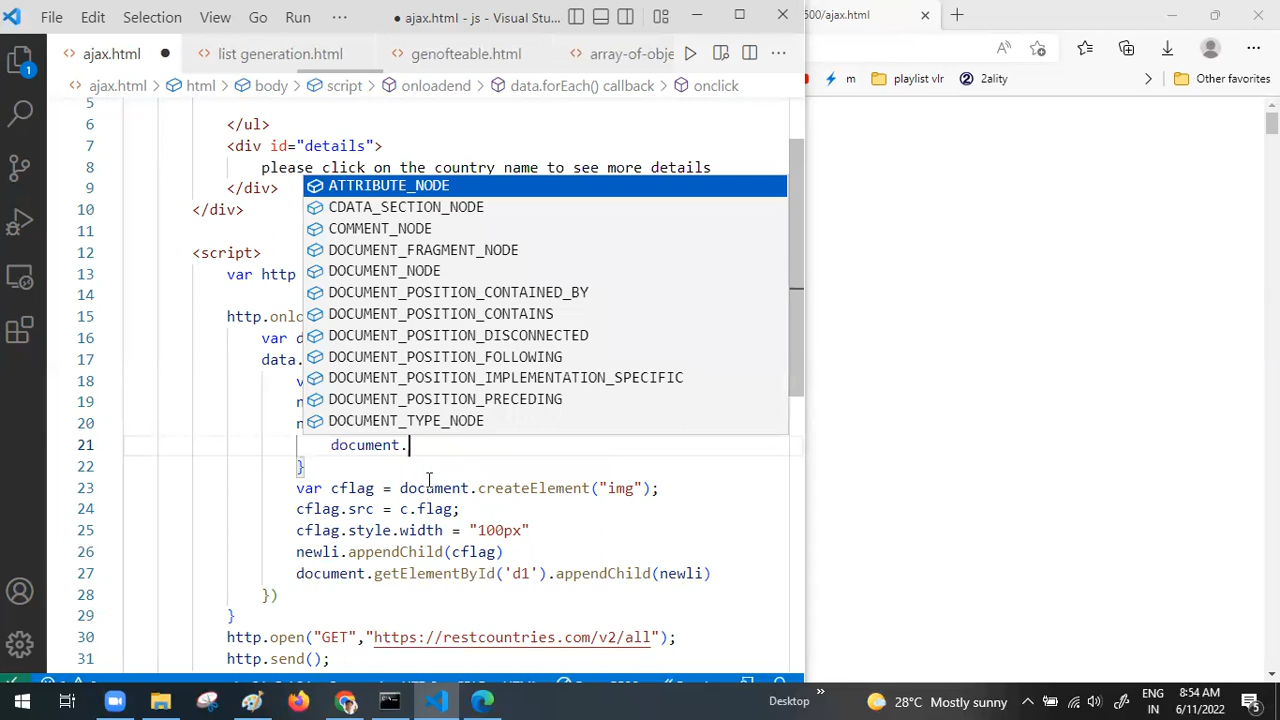 File Edit Selection View Go Run ··· ● ajax.html - js - Visual Stu...
500/ajax.html
ajax.html ● list generation.html genofteable.html array-of-obje
m playlist vlr 2ality Other favorites
ajax.html > html > body > script > onloadend > data.forEach() callback > onclick
5
6 </ul>
7 <div id="details">
8 please click on the country name to see more details
9 </div>
10 </div>
11
12 <script>
13 var http
14
15 http.onlo
16 var d
17 data.
18 v
19 n
20 n
ATTRIBUTE_NODE
CDATA_SECTION_NODE
COMMENT_NODE
DOCUMENT_FRAGMENT_NODE
DOCUMENT_NODE
DOCUMENT_POSITION_CONTAINED_BY
DOCUMENT_POSITION_CONTAINS
DOCUMENT_POSITION_DISCONNECTED
DOCUMENT_POSITION_FOLLOWING
DOCUMENT_POSITION_IMPLEMENTATION_SPECIFIC
DOCUMENT_POSITION_PRECEDING
DOCUMENT_TYPE_NODE
21 document.
22 }
23 var cflag = document.createElement("img");
24 cflag.src = c.flag;
25 cflag.style.width = "100px"
26 newli.appendChild(cflag)
27 document.getElementById('d1').appendChild(newli)
28 })
29 }
30 http.open("GET","https://restcountries.com/v2/all");
31 http.send();
1
Desktop 28°C Mostly sunny ENG IN 8:54 AM 6/11/2022 5